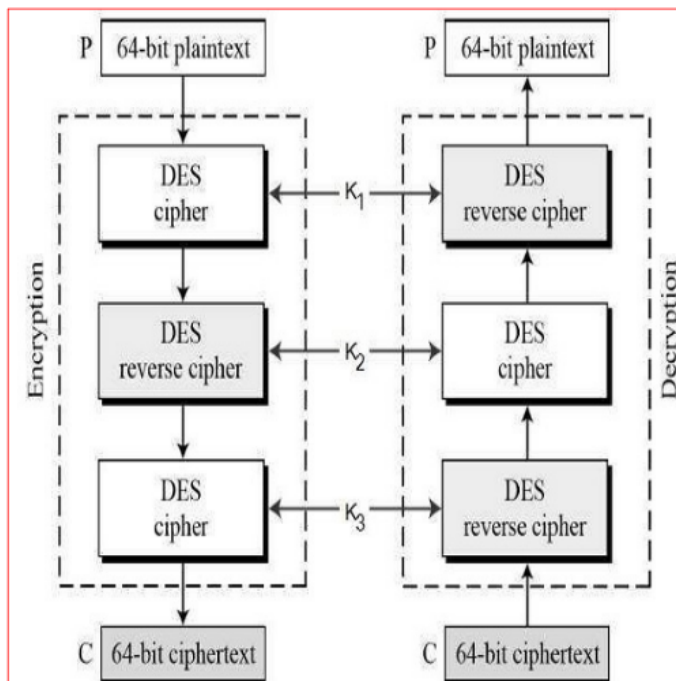 P 64-bit plaintext
P 64-bit plaintext
Encryption
DES
cipher
K1
DES
reverse cipher
DES
reverse cipher
K2
DES
cipher
DES
cipher
K3
DES
reverse cipher
Decryption
C 64-bit ciphertext
C 64-bit ciphertext